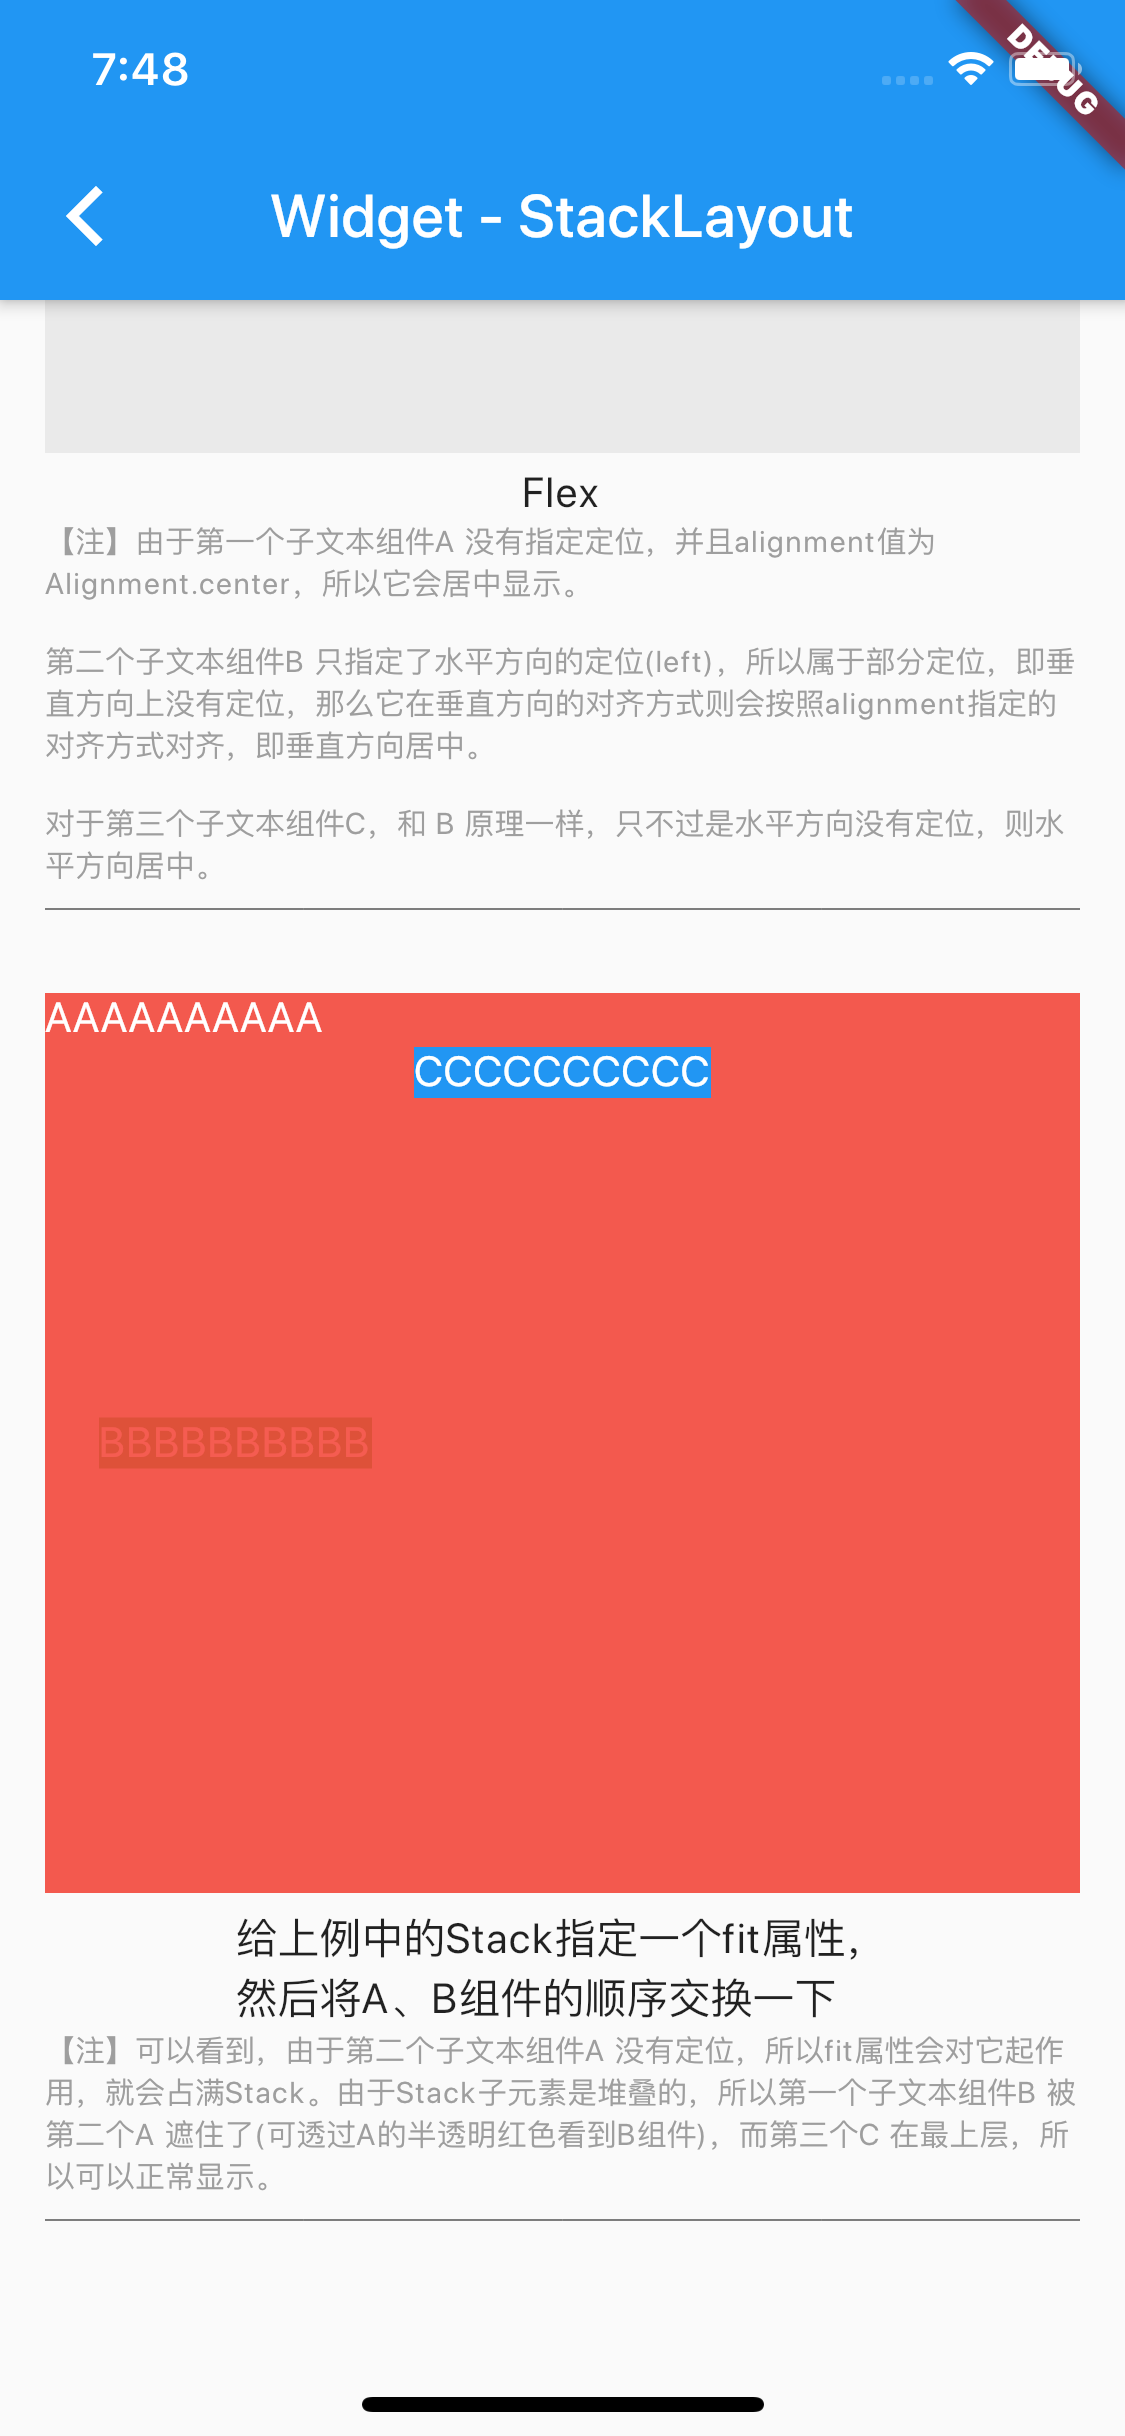 7:48
DEBUG
Widget - StackLayout
Flex
【注】由于第一个子文本组件A 没有指定定位，并且alignment值为
Alignment.center，所以它会居中显示。
第二个子文本组件B 只指定了水平方向的定位(left)，所以属于部分定位，即垂
直方向上没有定位，那么它在垂直方向的对齐方式则会按照alignment指定的
对齐方式对齐，即垂直方向居中。
对于第三个子文本组件C，和 B 原理一样，只不过是水平方向没有定位，则水
平方向居中。
AAAAAAAAAA
CCCCCCCCCC
BBBBBBBBBB
给上例中的Stack指定一个fit属性，
然后将A、B组件的顺序交换一下
【注】可以看到，由于第二个子文本组件A 没有定位，所以fit属性会对它起作
用，就会占满Stack。由于Stack子元素是堆叠的，所以第一个子文本组件B 被
第二个A 遮住了(可透过A的半透明红色看到B组件)，而第三个C 在最上层，所
以可以正常显示。